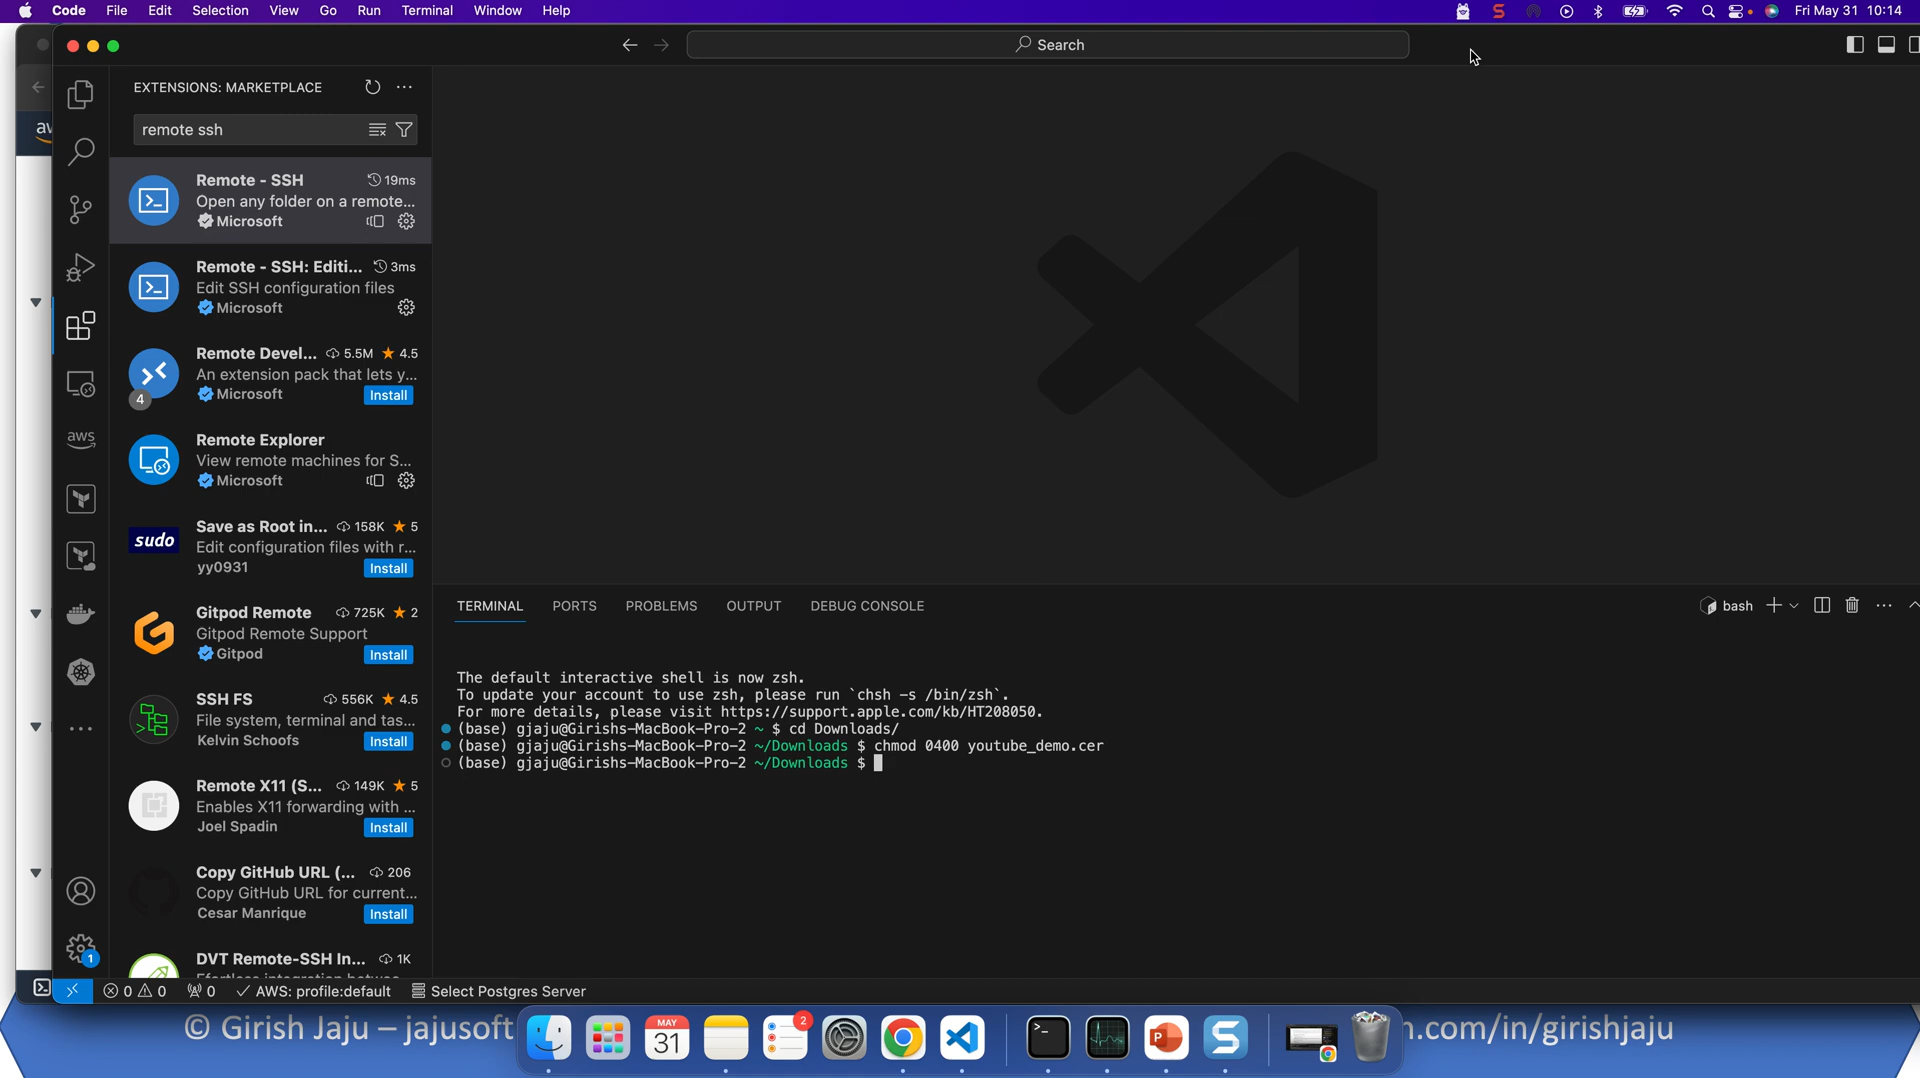 Code File Edit Selection View Go Run Terminal Window Help
Fri May 31 10:14
Search
EXTENSIONS: MARKETPLACE
remote ssh
Remote - SSH 19ms
Open any folder on a remote...
Microsoft
Remote - SSH: Editi... 3ms
Edit SSH configuration files
Microsoft
Remote Devel... 5.5M 4.5
An extension pack that lets y...
4
Microsoft Install
Remote Explorer
View remote machines for S...
Microsoft
sudo
Save as Root in... 158K 5
Edit configuration files with r...
yy0931 Install
Gitpod Remote 725K 2
Gitpod Remote Support
Gitpod Install
SSH FS 556K 4.5
File system, terminal and tas...
Kelvin Schoofs Install
Remote X11 (S... 149K 5
Enables X11 forwarding with ...
Joel Spadin Install
Copy GitHub URL (... 206
Copy GitHub URL for current...
Cesar Manrique Install
DVT Remote-SSH In... 1K
aws
1
TERMINAL PORTS PROBLEMS OUTPUT DEBUG CONSOLE
bash
The default interactive shell is now zsh.
To update your account to use zsh, please run `chsh -s /bin/zsh`.
For more details, please visit https://support.apple.com/kb/HT208050.
(base) gjaju@Girishs-MacBook-Pro-2 ~ $ cd Downloads/
(base) gjaju@Girishs-MacBook-Pro-2 ~/Downloads $ chmod 0400 youtube_demo.cer
(base) gjaju@Girishs-MacBook-Pro-2 ~/Downloads $
0 0 0 AWS: profile:default Select Postgres Server
© Girish Jaju – jajusoft
n.com/in/girishjaju
MAY
31
2